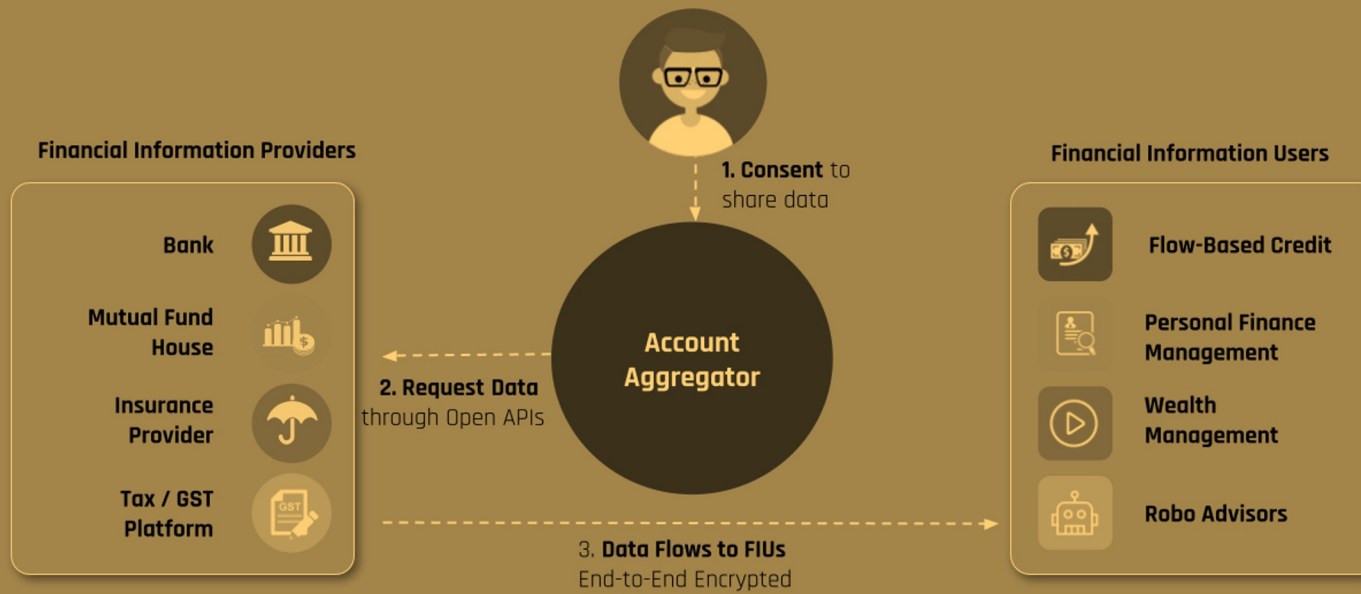 Financial Information Providers
Bank
Mutual Fund
House
Insurance
Provider
Tax / GST
Platform
GST
1. Consent to
share data
Account
Aggregator
2. Request Data
through Open APIs
3. Data Flows to FIUs
End-to-End Encrypted
Financial Information Users
Flow-Based Credit
Personal Finance
Management
Wealth
Management
Robo Advisors